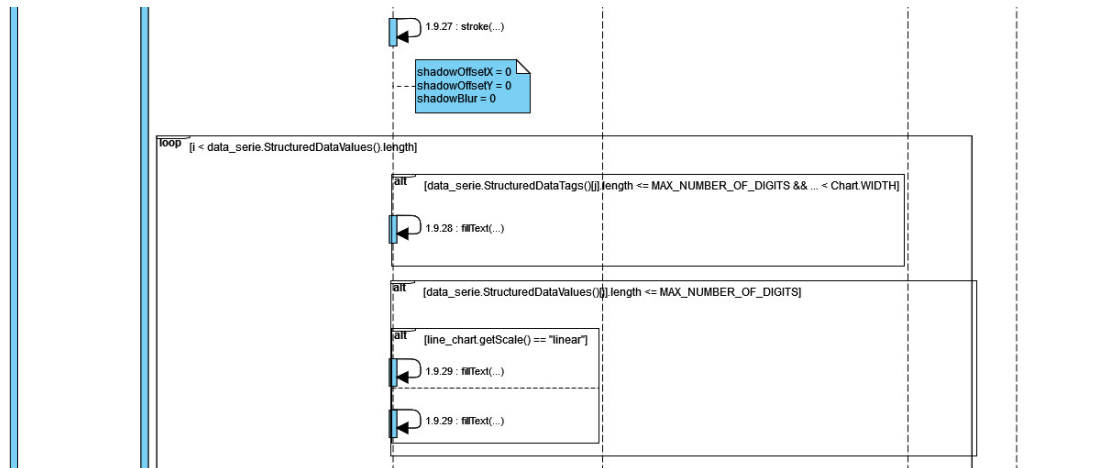 1.9.27 : stroke(...)
shadowOffsetX = 0
shadowOffsetY = 0
shadowBlur = 0
loop [i < data_serie.StructuredDataValues().length]
alt [data_serie.StructuredDataTags()[j].length <= MAX_NUMBER_OF_DIGITS && ... < Chart.WIDTH]
1.9.28 : fillText(...)
alt [data_serie.StructuredDataValues()[j].length <= MAX_NUMBER_OF_DIGITS]
alt [line_chart.getScale() == "linear"]
1.9.29 : fillText(...)
1.9.29 : fillText(...)